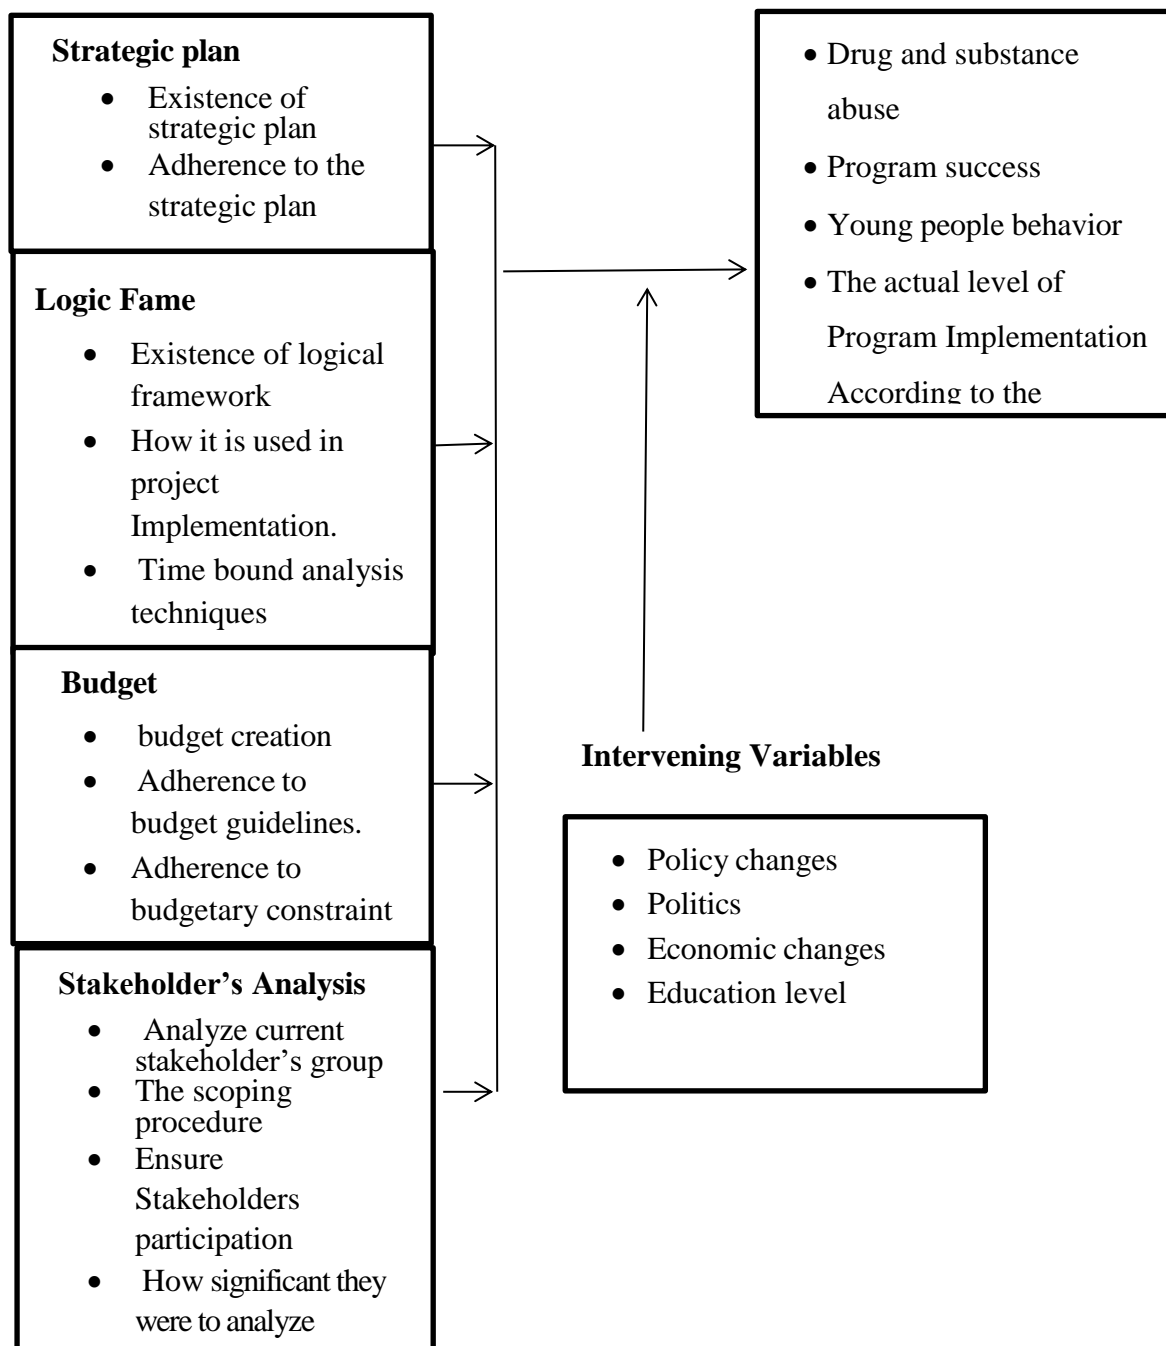 Strategic plan
• Existence of
strategic plan
• Adherence to the
strategic plan
Logic Fame
• Existence of logical
framework
• How it is used in
project
Implementation.
• Time bound analysis
techniques
Budget
• budget creation
• Adherence to
budget guidelines.
• Adherence to
budgetary constraint
Stakeholder’s Analysis
• Analyze current
stakeholder’s group
• The scoping
procedure
• Ensure
Stakeholders
participation
• How significant they
were to analyze
• Drug and substance
abuse
• Program success
• Young people behavior
• The actual level of
Program Implementation
According to the
Intervening Variables
• Policy changes
• Politics
• Economic changes
• Education level